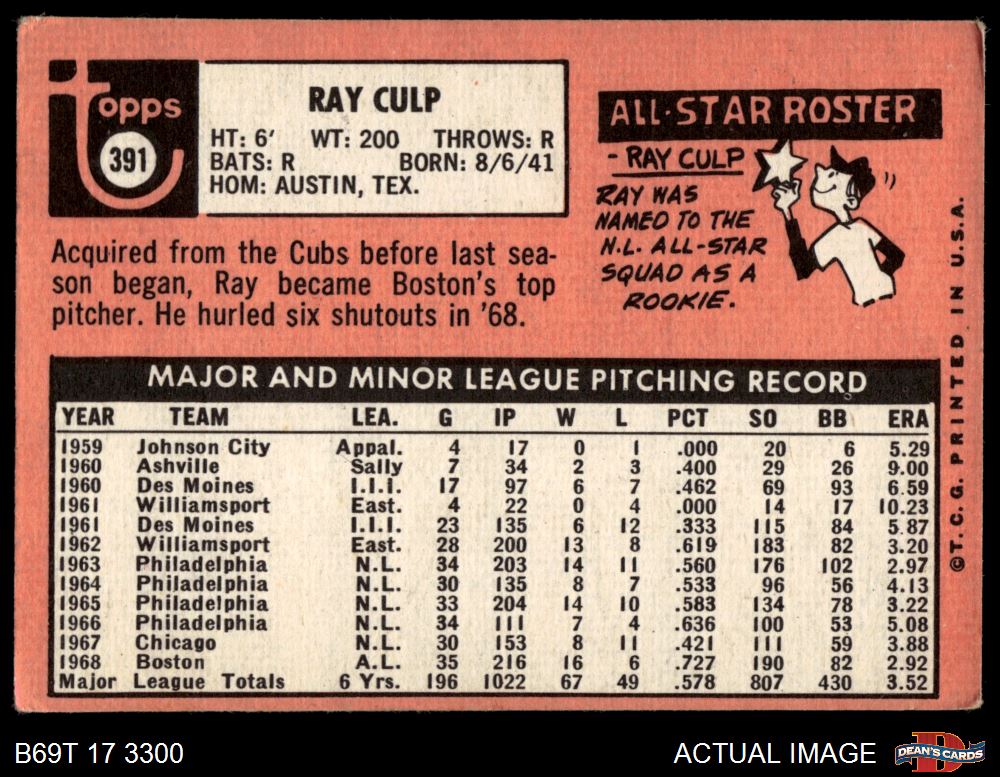 Topps
391
RAY CULP
HT: 6' WT: 200 THROWS: R
BATS: R BORN: 8/6/41
HOM: AUSTIN, TEX.
Acquired from the Cubs before last sea-
son began, Ray became Boston's top
pitcher. He hurled six shutouts in '68.
ALL-STAR ROSTER
- RAY CULP
RAY WAS
NAMED TO THE
N.L. ALL-STAR
SQUAD AS A
ROOKIE.
MAJOR AND MINOR LEAGUE PITCHING RECORD
YEAR TEAM LEA. G IP W L PCT SO BB ERA
1959 Johnson City Appal. 4 17 0 1 .000 20 6 5.29
1960 Ashville Sally 7 34 2 3 .400 29 26 9.00
1960 Des Moines I.I.I. 17 97 6 7 .462 69 93 6.59
1961 Williamsport East. 4 22 0 4 .000 14 17 10.23
1961 Des Moines I.I.I. 23 135 6 12 .333 115 84 5.87
1962 Williamsport East. 28 200 13 8 .619 183 82 3.20
1963 Philadelphia N.L. 34 203 14 11 .560 176 102 2.97
1964 Philadelphia N.L. 30 135 8 7 .533 96 56 4.13
1965 Philadelphia N.L. 33 204 14 10 .583 134 78 3.22
1966 Philadelphia N.L. 34 111 7 4 .636 100 53 5.08
1967 Chicago N.L. 30 153 8 11 .421 111 59 3.88
1968 Boston A.L. 35 216 16 6 .727 190 82 2.92
Major League Totals 6 Yrs. 196 1022 67 49 .578 807 430 3.52
©T.C.G. PRINTED IN U.S.A.
B69T 17 3300
ACTUAL IMAGE
D
DEAN'S CARDS